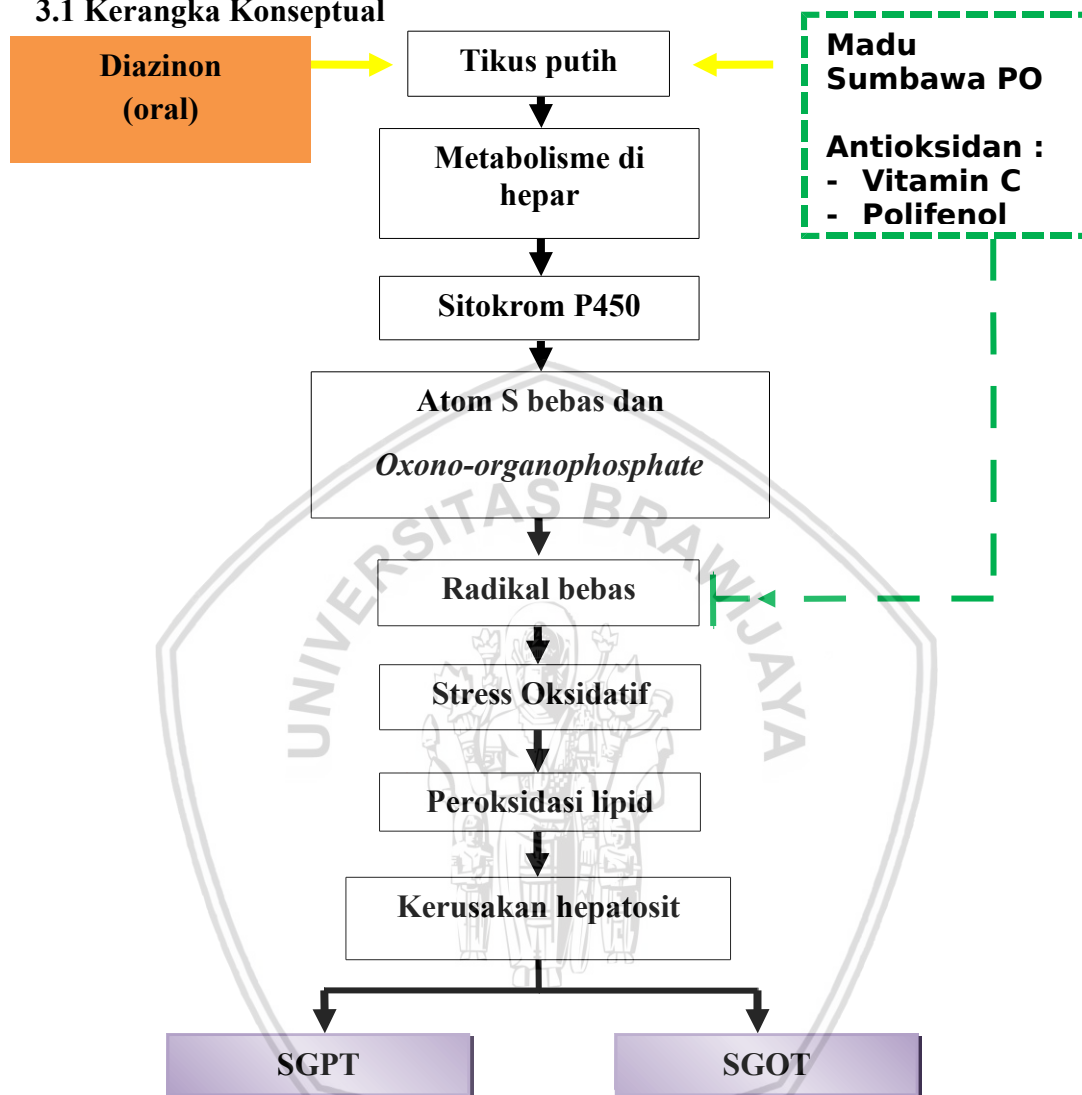 3.1 Kerangka Konseptual
Diazinon
(oral)
Tikus putih
Madu
Sumbawa PO
Antioksidan :
- Vitamin C
- Polifenol
Metabolisme di
hepar
Sitokrom P450
Atom S bebas dan
Oxono-organophosphate
Radikal bebas
Stress Oksidatif
Peroksidasi lipid
Kerusakan hepatosit
SGPT
SGOT
UNIVERSITAS BRAWIJAYA